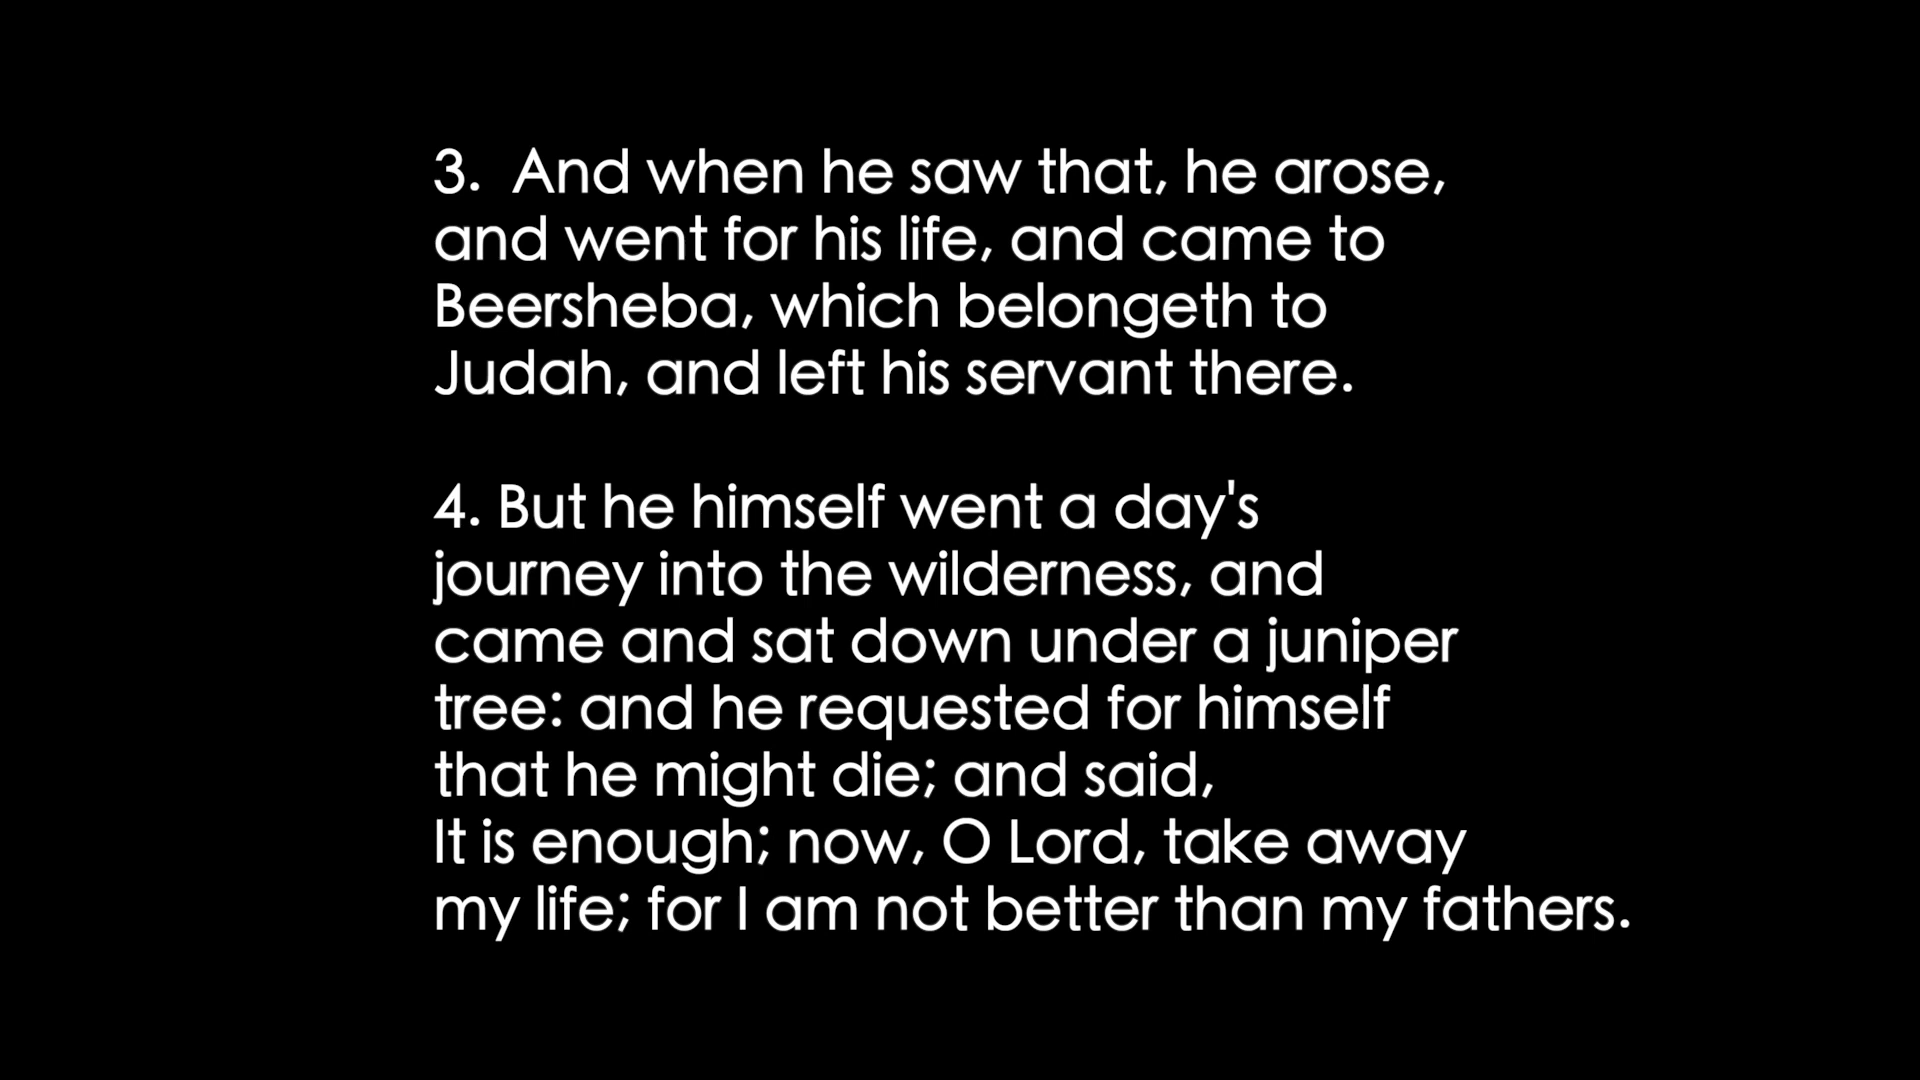 3.  And when he saw that, he arose,
and went for his life, and came to
Beersheba, which belongeth to
Judah, and left his servant there.
4. But he himself went a day's
journey into the wilderness, and
came and sat down under a juniper
tree: and he requested for himself
that he might die; and said,
It is enough; now, O Lord, take away
my life; for I am not better than my fathers.